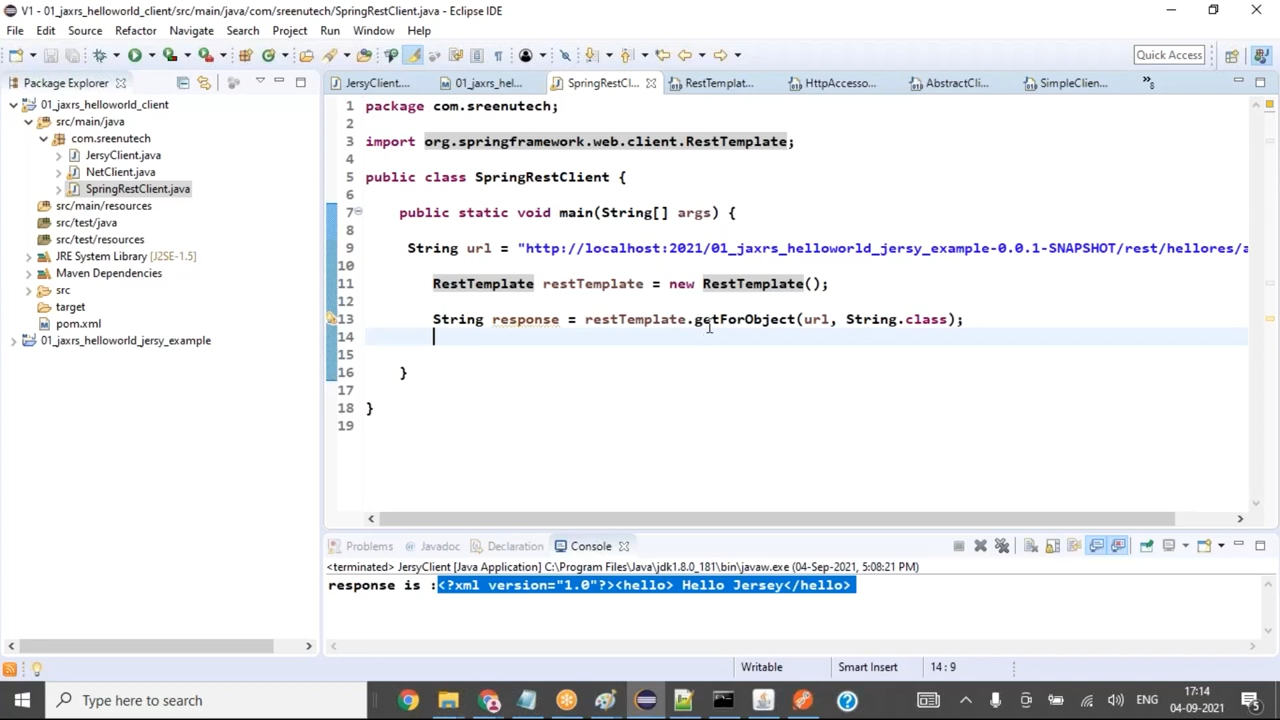 V1 - 01_jaxrs_helloworld_client/src/main/java/com/sreenutech/SpringRestClient.java - Eclipse IDE
File Edit Source Refactor Navigate Search Project Run Window Help
Quick Access
Package Explorer
JersyClient.... 01_jaxrs_hel... SpringRestCl... RestTemplat... HttpAccesso... AbstractCli... SimpleClien...
01_jaxrs_helloworld_client
src/main/java
com.sreenutech
JersyClient.java
NetClient.java
SpringRestClient.java
src/main/resources
src/test/java
src/test/resources
JRE System Library [J2SE-1.5]
Maven Dependencies
src
target
pom.xml
01_jaxrs_helloworld_jersy_example
1 package com.sreenutech;
2
3 import org.springframework.web.client.RestTemplate;
4
5 public class SpringRestClient {
6
7 public static void main(String[] args) {
8
9 String url = "http://localhost:2021/01_jaxrs_helloworld_jersy_example-0.0.1-SNAPSHOT/rest/hellores/a
10
11 RestTemplate restTemplate = new RestTemplate();
12
13 String response = restTemplate.getForObject(url, String.class);
14
15
16 }
17
18 }
19
Problems Javadoc Declaration Console
<terminated> JersyClient [Java Application] C:\Program Files\Java\jdk1.8.0_181\bin\javaw.exe (04-Sep-2021, 5:08:21 PM)
response is :<?xml version="1.0"?><hello> Hello Jersey</hello>
Writable Smart Insert 14 : 9
Type here to search
ENG
17:14
04-09-2021
5